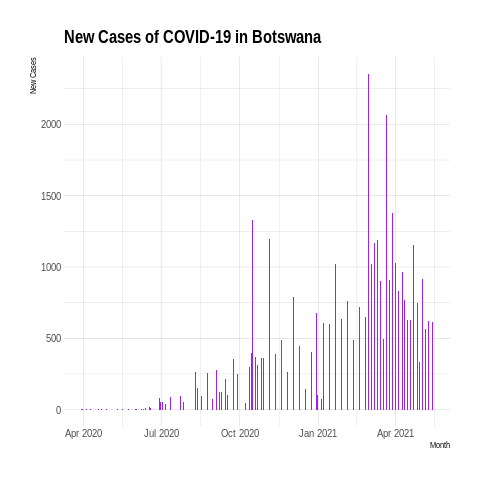 New Cases of COVID-19 in Botswana
New Cases
2000
1500
1000
500
0
Apr 2020 Jul 2020 Oct 2020 Jan 2021 Apr 2021
Month